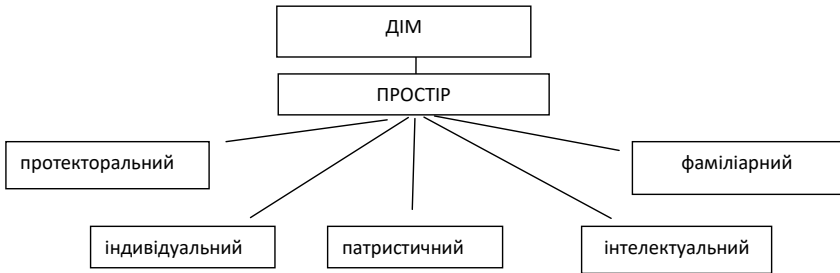 ДІМ
ПРОСТІР
протекторальний
фаміліарний
індивідуальний
патристичний
інтелектуальний